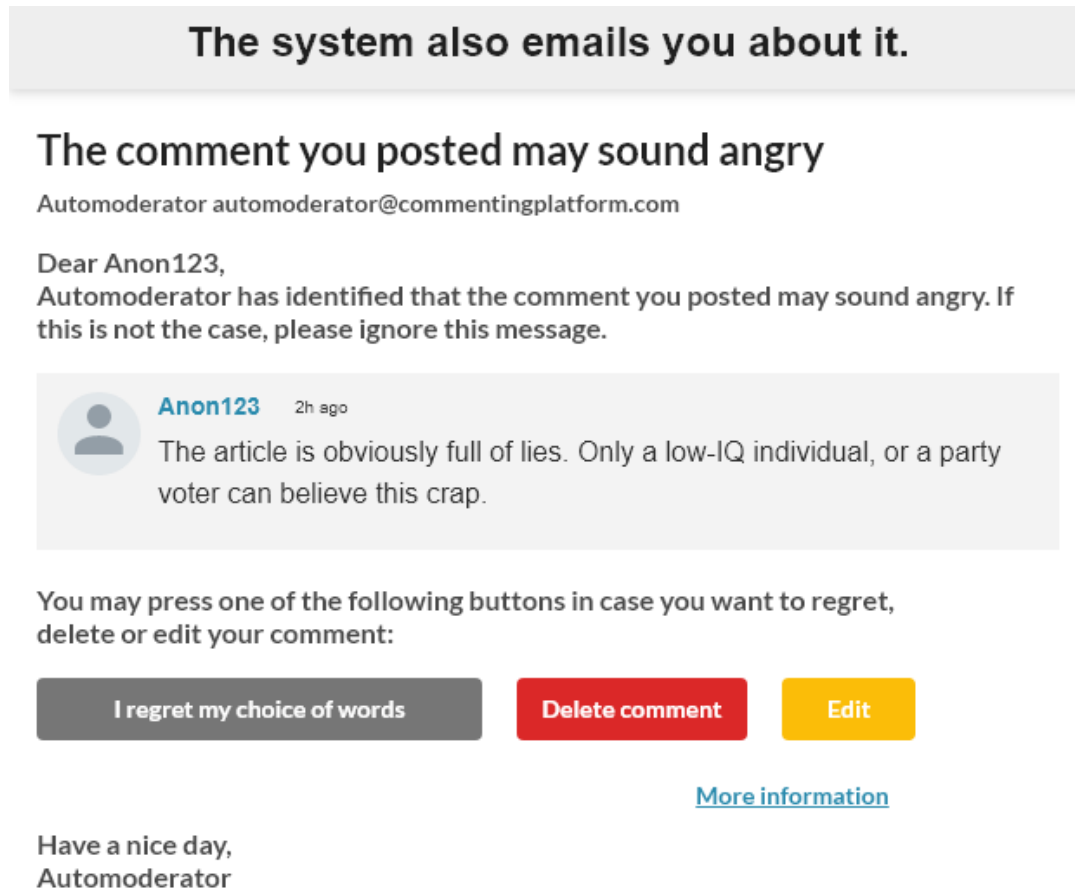 The system also emails you about it.
The comment you posted may sound angry
Automoderator automoderator@commentingplatform.com
Dear Anon123,
Automoderator has identified that the comment you posted may sound angry. If
this is not the case, please ignore this message.
Anon123 2h ago
The article is obviously full of lies. Only a low-IQ individual, or a party
voter can believe this crap.
You may press one of the following buttons in case you want to regret,
delete or edit your comment:
I regret my choice of words Delete comment Edit
More information
Have a nice day,
Automoderator